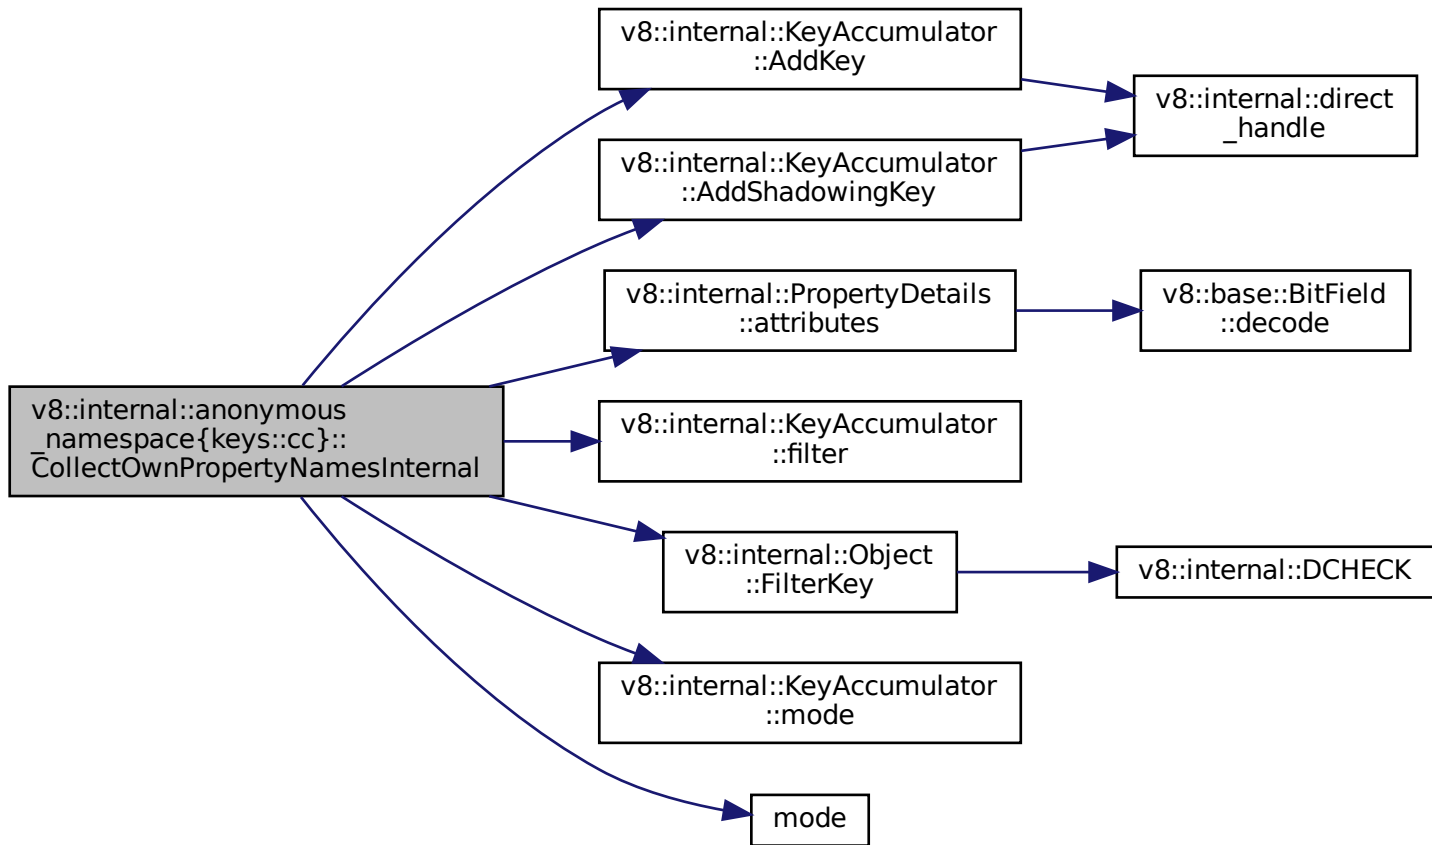 v8::internal::KeyAccumulator
::AddKey
v8::internal::direct
_handle
v8::internal::KeyAccumulator
::AddShadowingKey
v8::internal::PropertyDetails
::attributes
v8::base::BitField
::decode
v8::internal::anonymous
_namespace{keys::cc}::
CollectOwnPropertyNamesInternal
v8::internal::KeyAccumulator
::filter
v8::internal::Object
::FilterKey
v8::internal::DCHECK
v8::internal::KeyAccumulator
::mode
mode